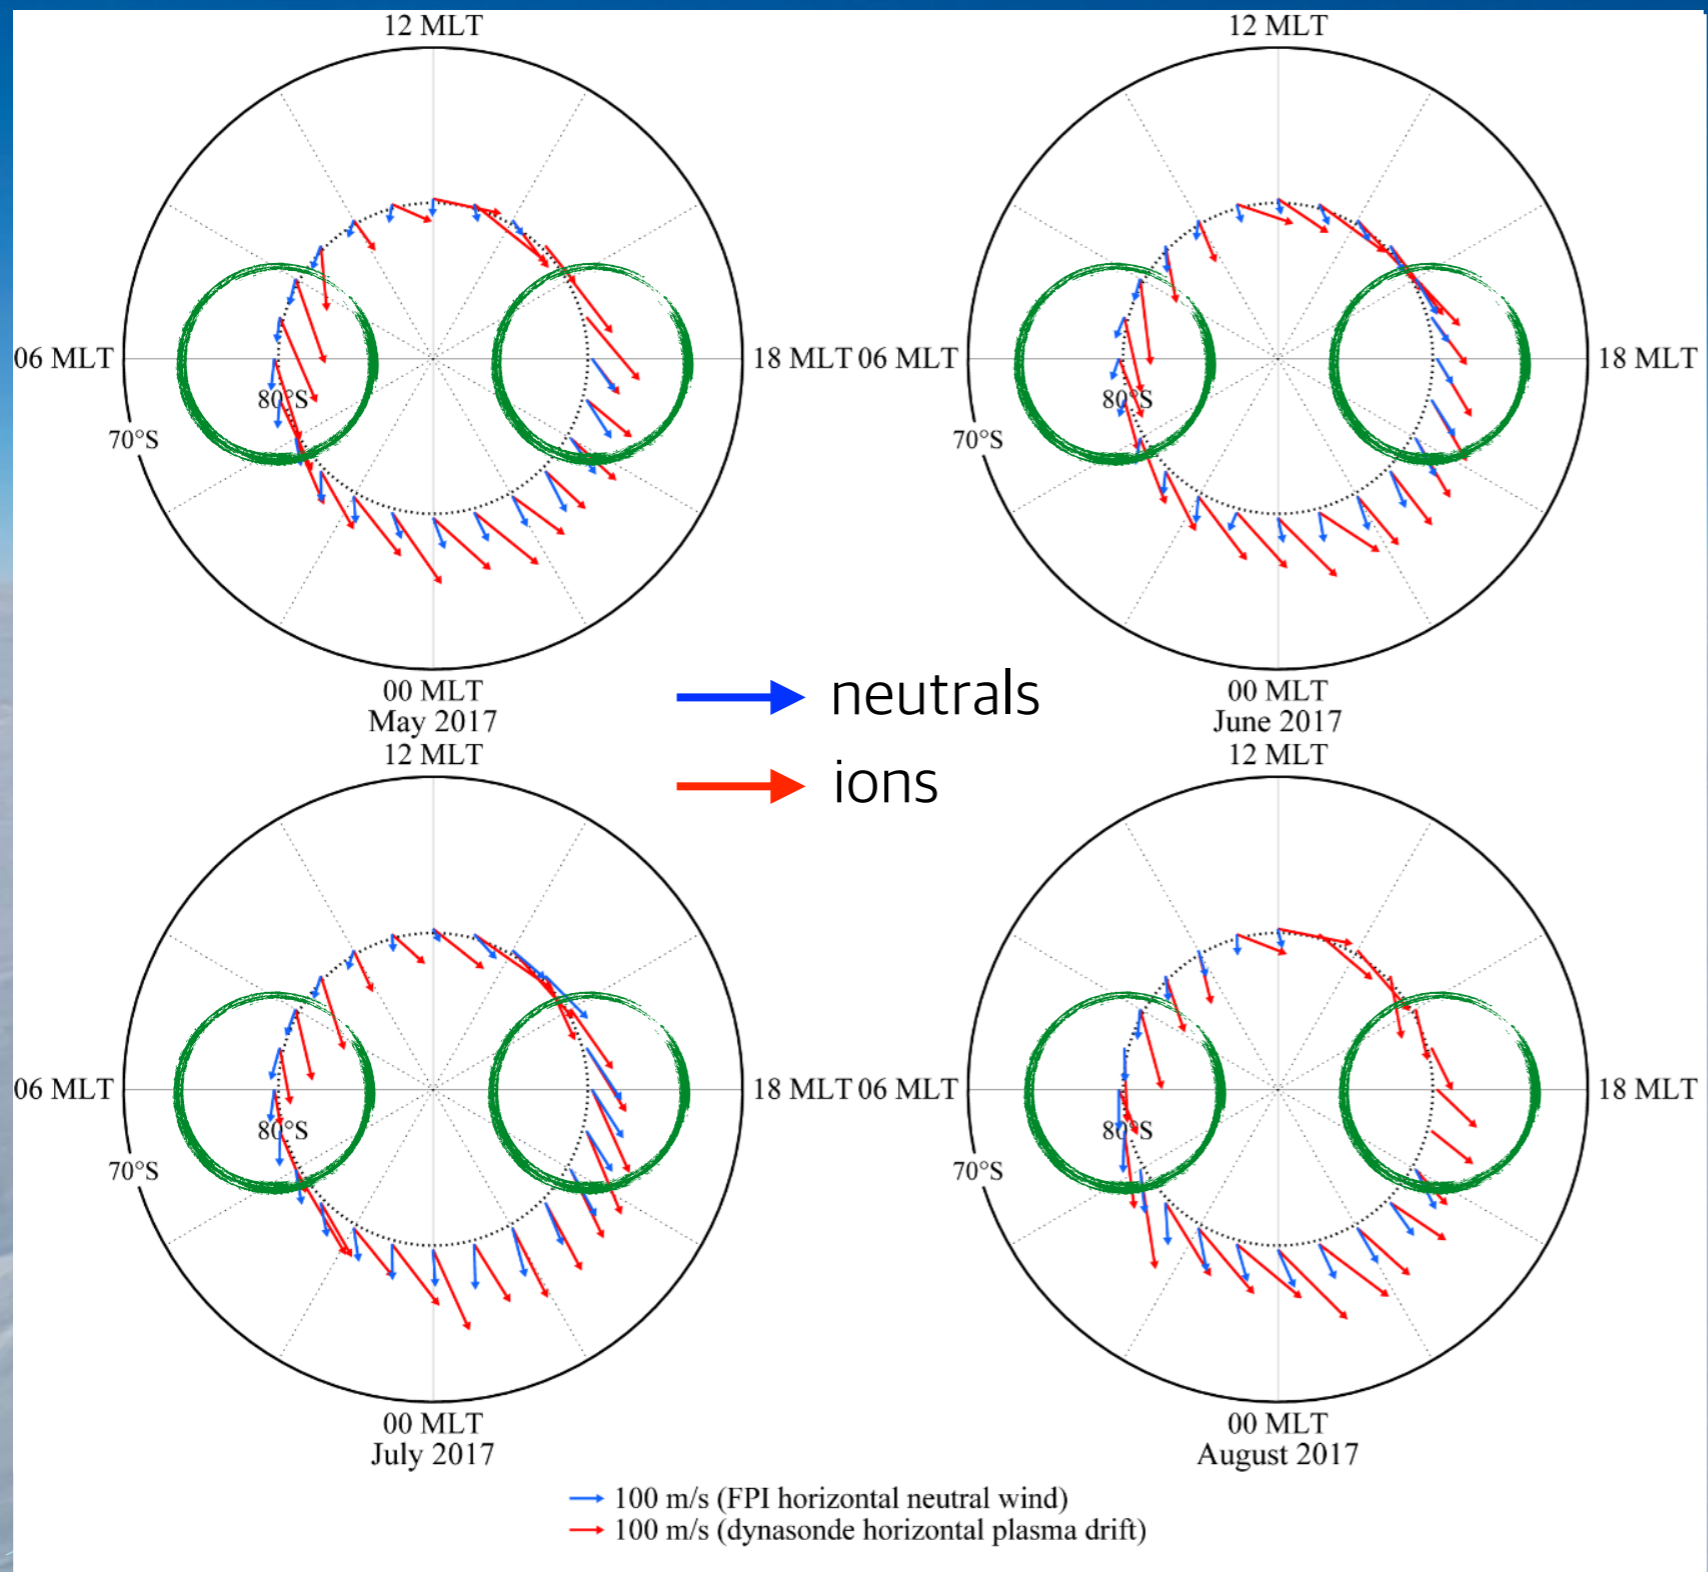 12 MLT
12 MLT
06 MLT
18 MLT
06 MLT
18 MLT
80°S
80°S
70°S
70°S
00 MLT
May 2017
00 MLT
June 2017
neutrals
ions
12 MLT
12 MLT
06 MLT
18 MLT
06 MLT
18 MLT
80°S
80°S
70°S
70°S
00 MLT
July 2017
00 MLT
August 2017
100 m/s (FPI horizontal neutral wind)
100 m/s (dynasonde horizontal plasma drift)